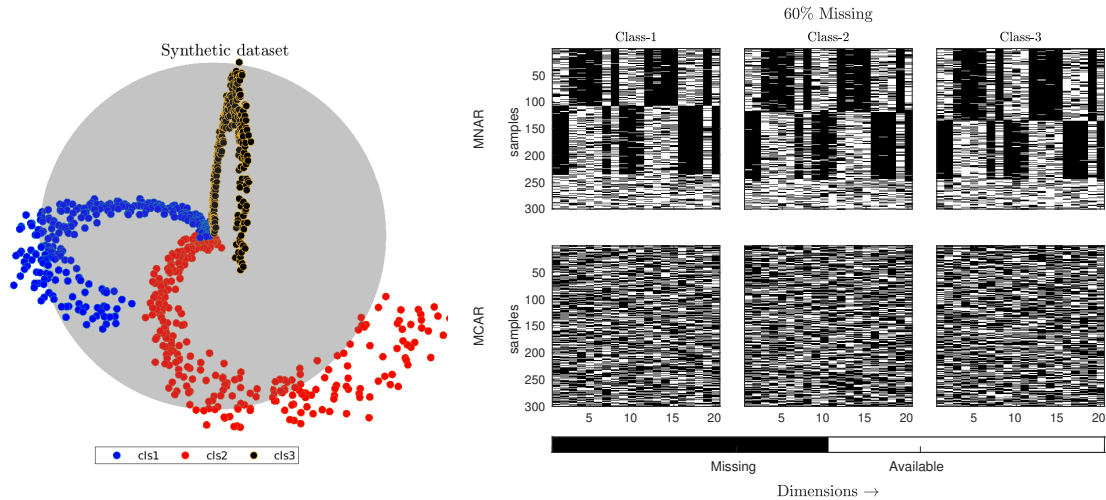 Synthetic dataset
cls1 cls2 cls3
60% Missing
Class-1 Class-2 Class-3
MNAR
samples
50
100
150
200
250
300
MCAR
samples
50
100
150
200
250
300
5 10 15 20 5 10 15 20 5 10 15 20
Missing Available
Dimensions →